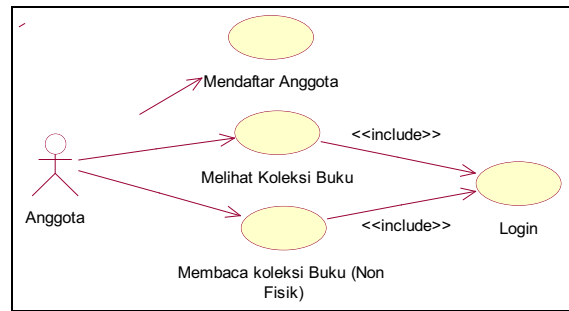 Mendaftar Anggota
<<include>>
Melihat Koleksi Buku
Anggota
<<include>>
Login
Membaca koleksi Buku (Non
Fisik)